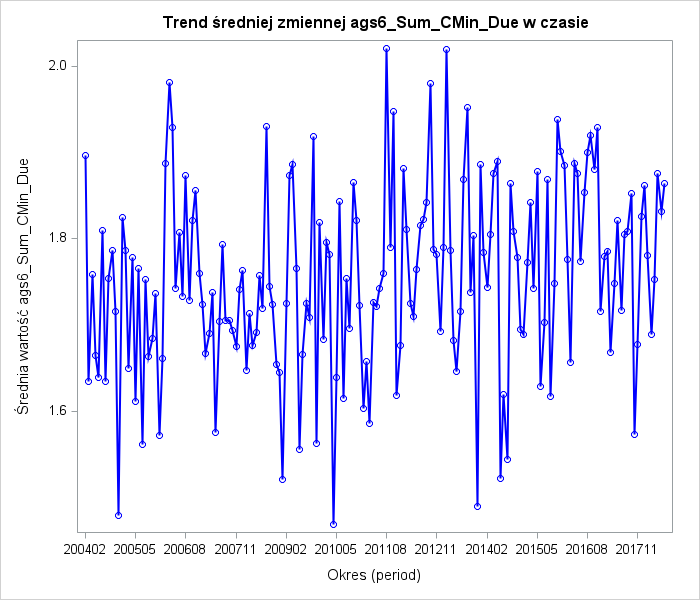 Trend średniej zmiennej ags6_Sum_CMin_Due w czasie
Średnia wartość ags6_Sum_CMin_Due
2.0
1.8
1.6
200402 200505 200608 200711 200902 201005 201108 201211 201402 201505 201608 201711
Okres (period)